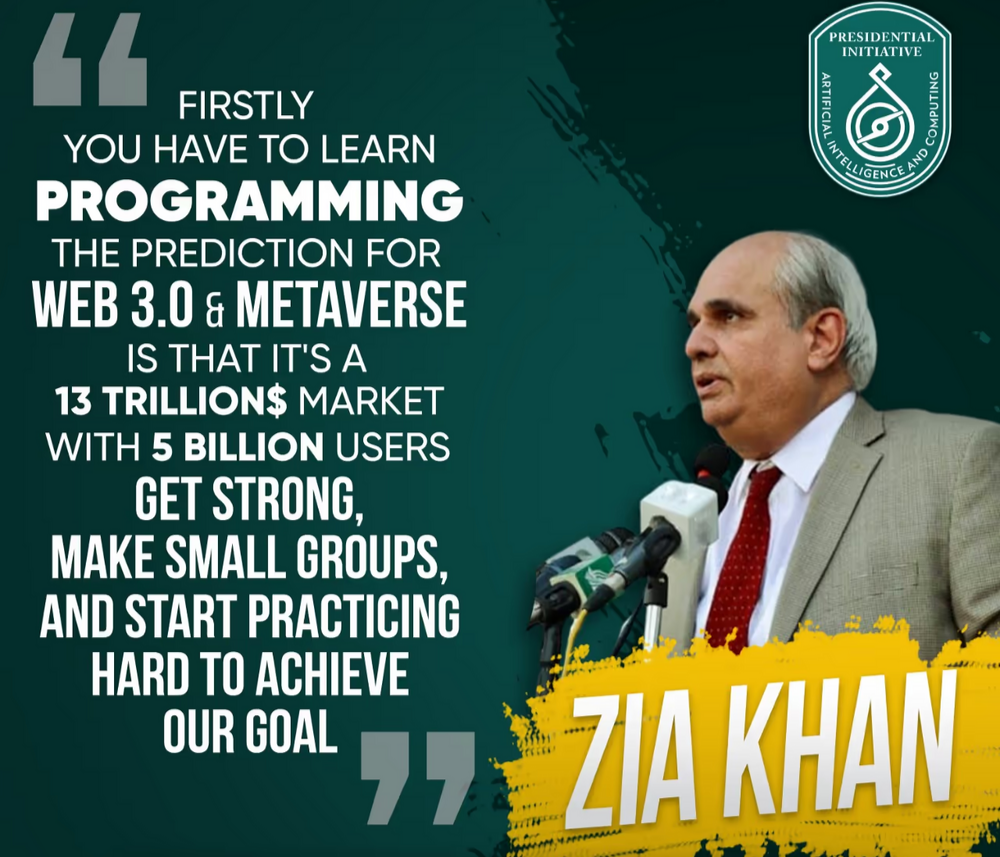 FIRSTLY
YOU HAVE TO LEARN
PROGRAMMING
THE PREDICTION FOR
WEB 3.0 & METAVERSE
IS THAT IT'S A
13 TRILLION$ MARKET
WITH 5 BILLION USERS
GET STRONG,
MAKE SMALL GROUPS,
AND START PRACTICING
HARD TO ACHIEVE
OUR GOAL
PRESIDENTIAL
INITIATIVE
ARTIFICIAL INTELLIGENCE AND COMPUTING
ZIA KHAN